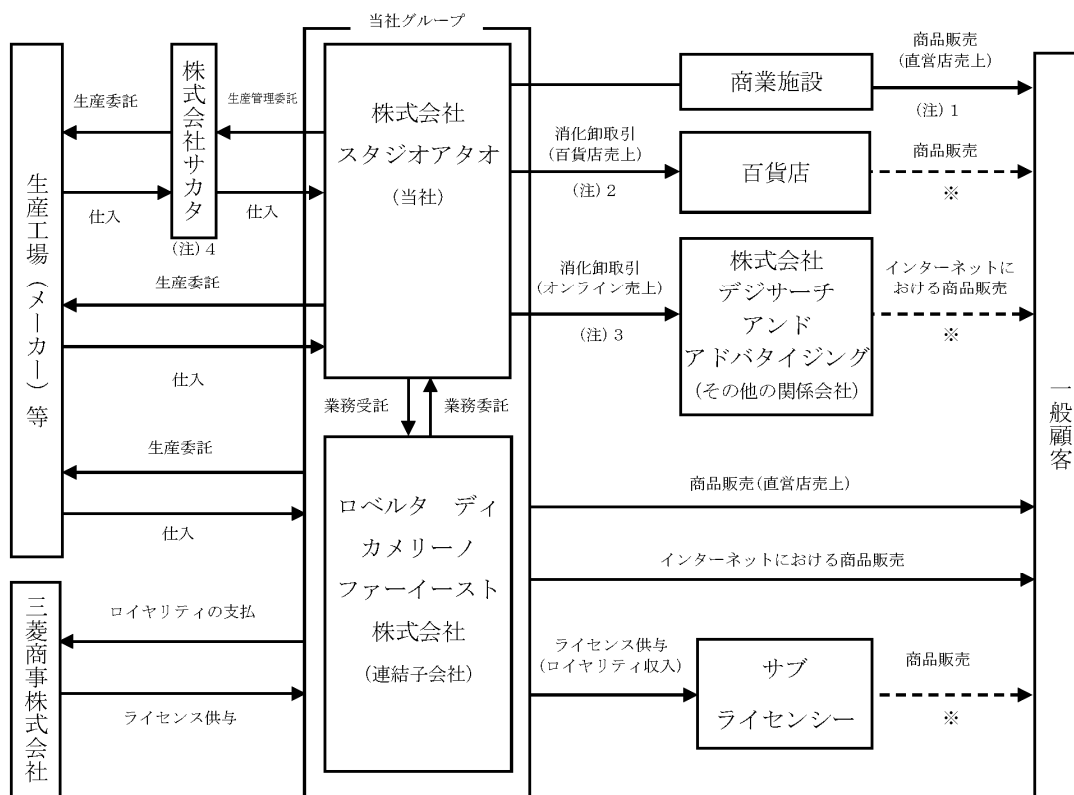 当社グループ
生産工場(メーカー)等
生産委託
仕入
株式会社サカタ
(注)4
生産管理委託
仕入
生産委託
仕入
株式会社
スタジオアタオ
(当社)
商業施設
商品販売
(直営店売上)
(注)1
消化卸取引
(百貨店売上)
(注)2
百貨店
商品販売
※
消化卸取引
(オンライン売上)
(注)3
株式会社
デジサーチ
アンド
アドバタイジング
(その他の関係会社)
インターネットに
おける商品販売
※
一般顧客
業務受託
業務委託
生産委託
仕入
ロベルタ ディ
カメリーノ
ファーイースト
株式会社
(連結子会社)
商品販売(直営店売上)
インターネットにおける商品販売
三菱商事株式会社
ロイヤリティの支払
ライセンス供与
ライセンス供与
(ロイヤリティ収入)
サブ
ライセンシー
商品販売
※